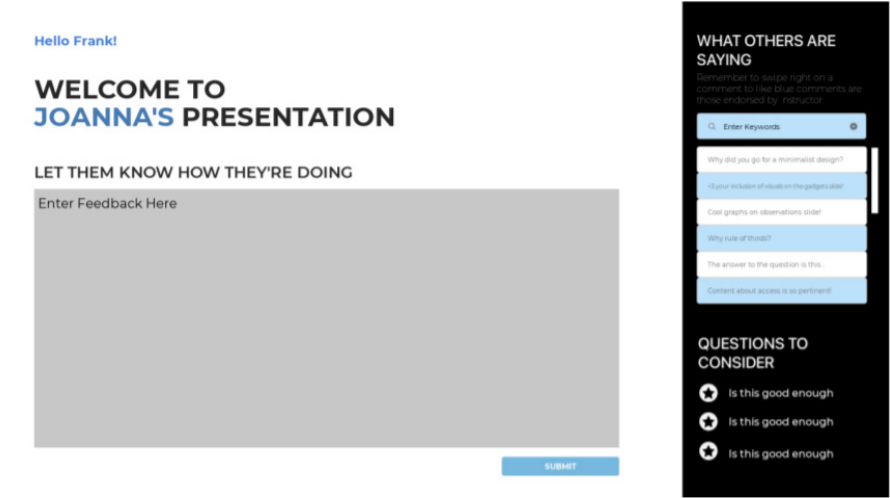 Hello Frank!
WELCOME TO
JOANNA'S PRESENTATION
LET THEM KNOW HOW THEY'RE DOING
Enter Feedback Here
SUBMIT
WHAT OTHERS ARE
SAYING
Remember to swipe right on a
comment to like blue comments are
those endorsed by nstructor.
Enter Keywords
Why did you go for a minimalist design?
<3 your inclusion of visuals on the gadgets slide!
Cool graphs on observations slide!
Why rule of thirds?
The answer to the question is this...
Content about access is so pertinent!
QUESTIONS TO
CONSIDER
Is this good enough
Is this good enough
Is this good enough